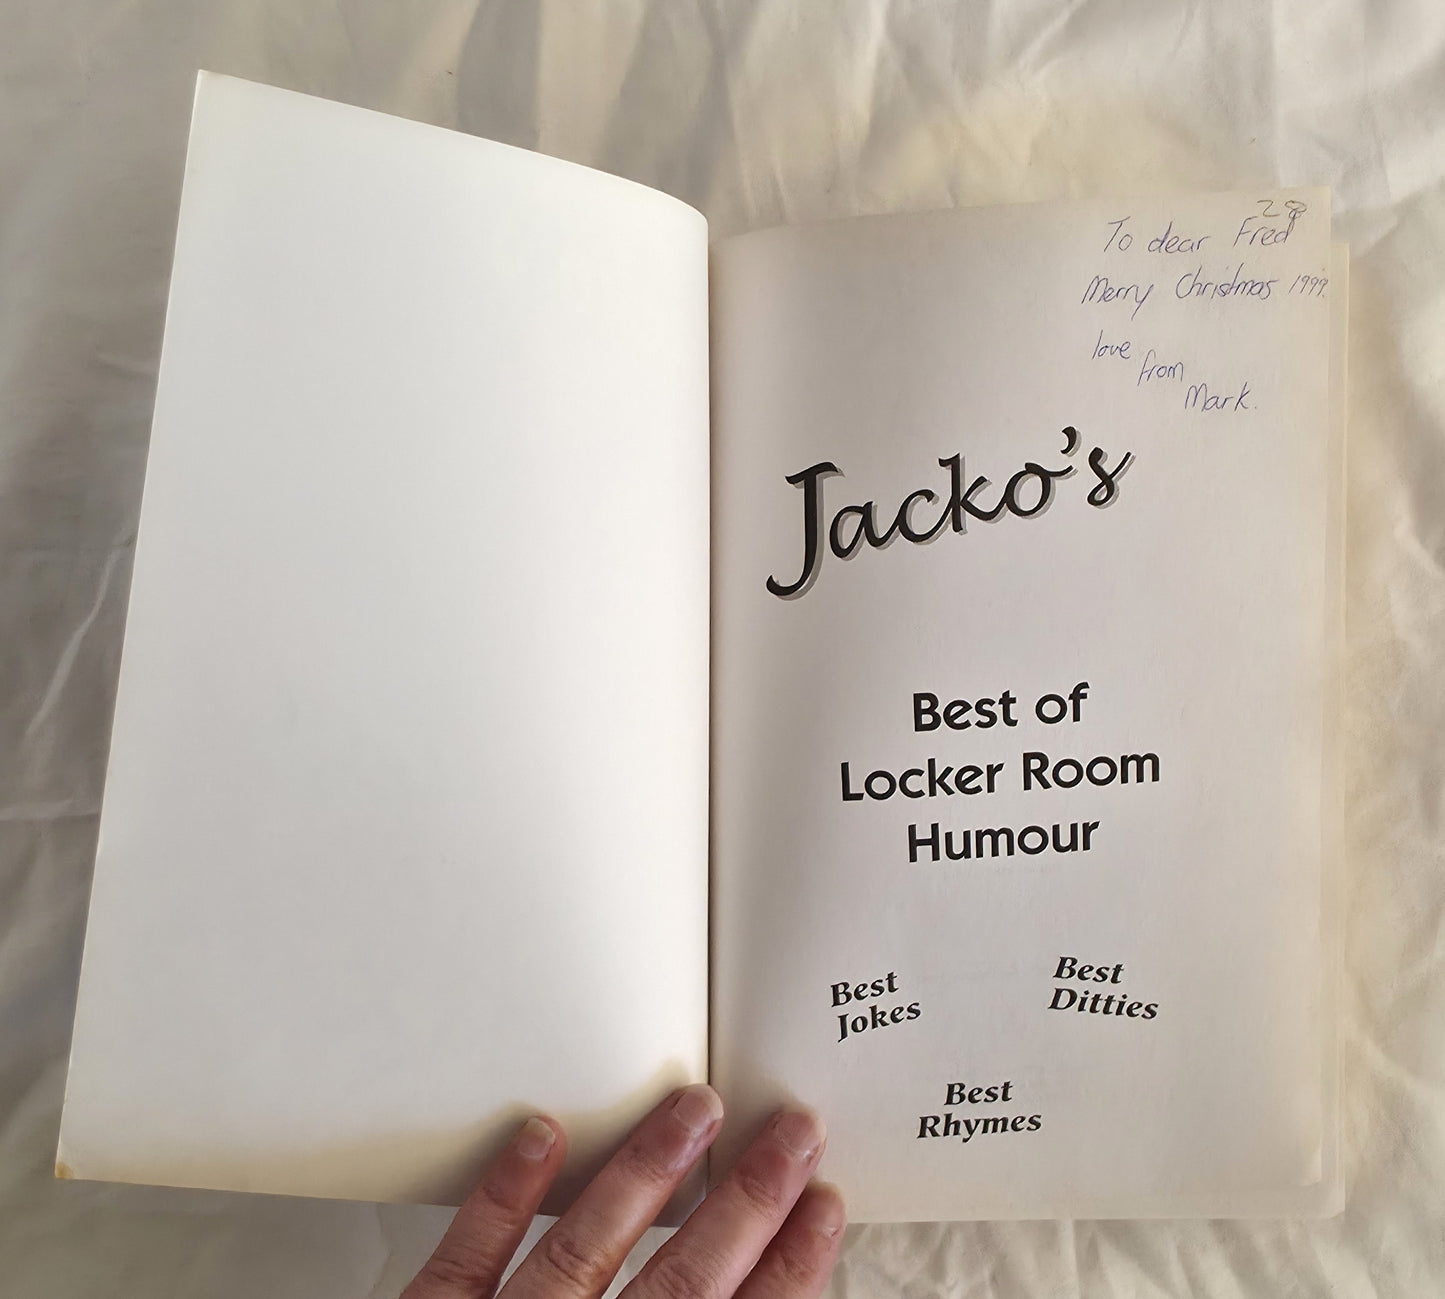 28
To dear Fred
Merry Christmas 1999.
love
from
Mark.
Jacko's
Best of
Locker Room
Humour
Best
Jokes
Best
Ditties
Best
Rhymes